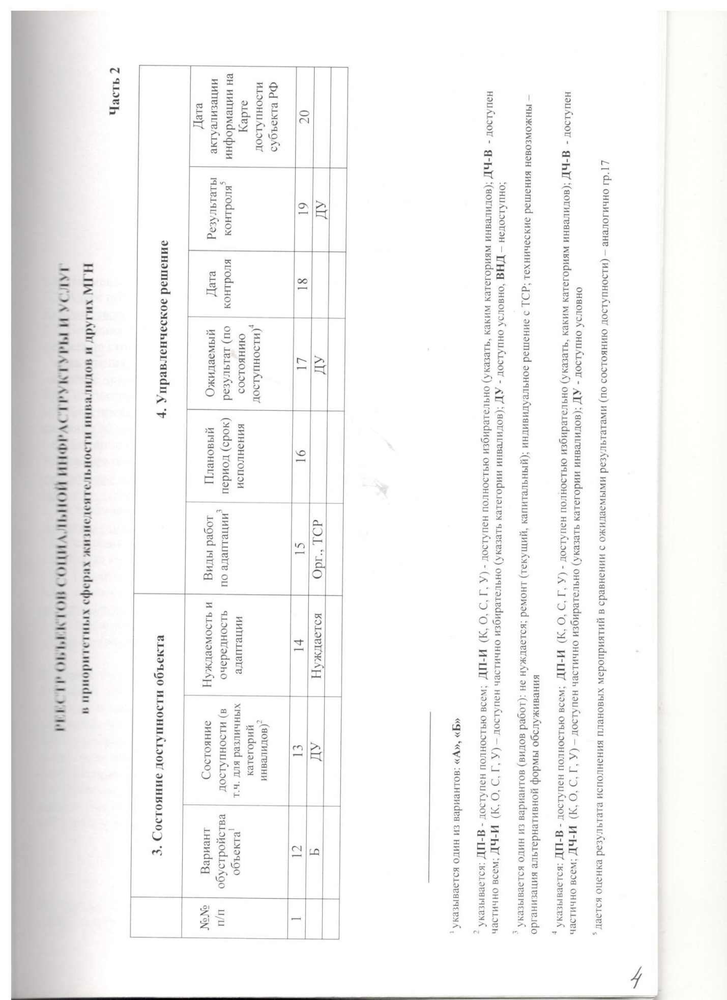 РЕЕСТР ОБЪЕКТОВ СОЦИАЛЬНОЙ ИНФРАСТРУКТУРЫ И УСЛУГ
в приоритетных сферах жизнедеятельности инвалидов и других МГН
Часть 2
3. Состояние доступности объекта
4. Управленческое решение
№№
п/п
Вариант
обустройства
объекта1
Состояние
доступности (в
т.ч. для различных
категорий
инвалидов)2
Нуждаемость и
очередность
адаптации
Виды работ
по адаптации3
Плановый
период (срок)
исполнения
Ожидаемый
результат (по
состоянию
доступности)4
Дата
контроля
Результаты
контроля5
Дата
актуализации
информации на
Карте
доступности
субъекта РФ
1 12 13 14 15 16 17 18 19 20
Б ДУ Нуждается Орг., ТСР ДУ ДУ
1 указывается один из вариантов: «А», «Б»
2 указывается: ДП-В - доступен полностью всем; ДП-И (К, О, С, Г, У) - доступен полностью избирательно (указать, каким категориям инвалидов); ДЧ-В - доступен
частично всем; ДЧ-И (К, О, С, Г, У) – доступен частично избирательно (указать категории инвалидов); ДУ - доступно условно, ВНД – недоступно;
3 указывается один из вариантов (видов работ): не нуждается; ремонт (текущий, капитальный); индивидуальное решение с ТСР; технические решения невозможны –
организация альтернативной формы обслуживания
4 указывается: ДП-В - доступен полностью всем; ДП-И (К, О, С, Г, У) - доступен полностью избирательно (указать, каким категориям инвалидов); ДЧ-В - доступен
частично всем; ДЧ-И (К, О, С, Г, У) – доступен частично избирательно (указать категории инвалидов); ДУ - доступно условно
5 дается оценка результата исполнения плановых мероприятий в сравнении с ожидаемыми результатами (по состоянию доступности) – аналогично гр.17
4